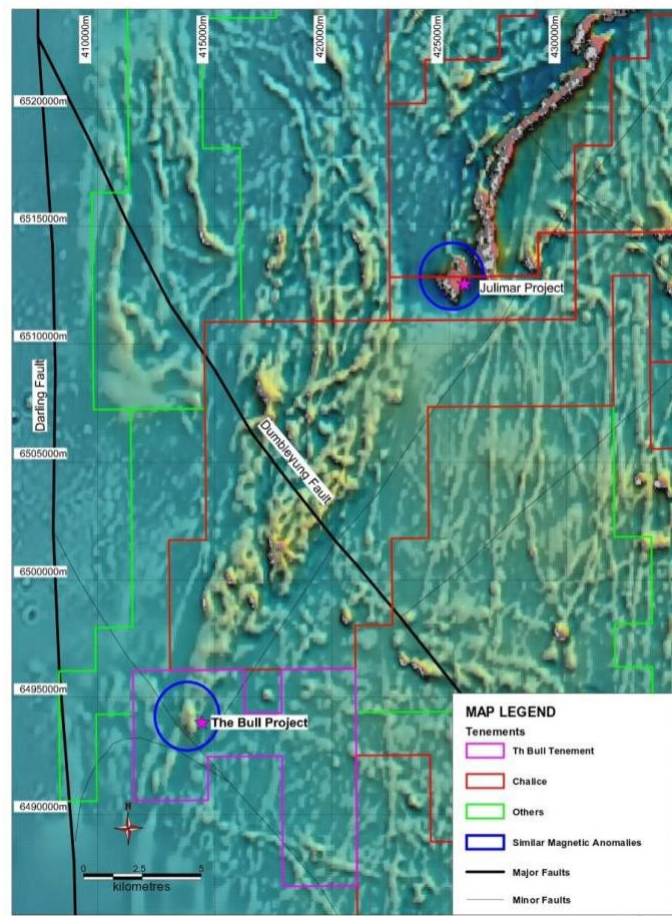 410000m
415000m
420000m
425000m
430000m
6520000m
6515000m
Julimar Project
6510000m
Darling Fault
6505000m
Dumbleyung Fault
6500000m
6495000m
The Bull Project
6490000m
N
0 2.5 5
kilometres
MAP LEGEND
Tenements
Th Bull Tenement
Chalice
Others
Similar Magnetic Anomalies
Major Faults
Minor Faults